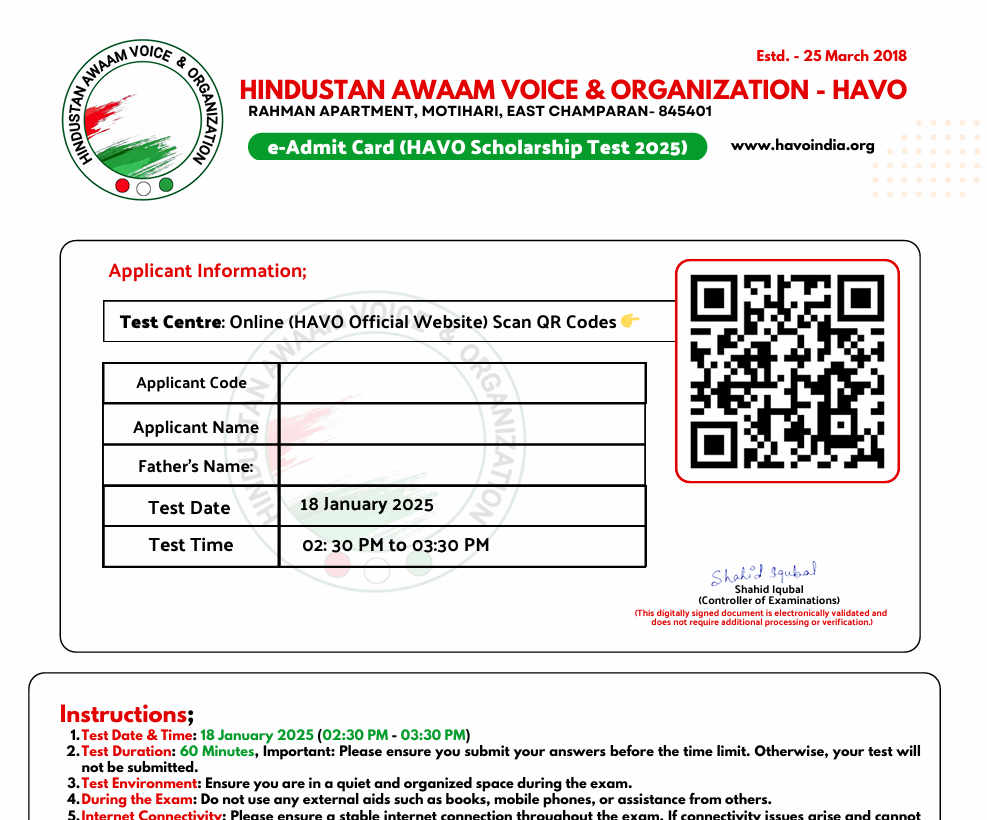 HINDUSTAN AWAAM VOICE & ORGANIZATION
Estd. - 25 March 2018
HINDUSTAN AWAAM VOICE & ORGANIZATION - HAVO
RAHMAN APARTMENT, MOTIHARI, EAST CHAMPARAN- 845401
e-Admit Card (HAVO Scholarship Test 2025)
www.havoindia.org
Applicant Information;
Test Centre: Online (HAVO Official Website) Scan QR Codes 👉
HINDUSTAN AWAAM VOICE & ORGANIZATION
Applicant Code
Applicant Name
Father's Name:
Test Date 18 January 2025
Test Time 02: 30 PM to 03:30 PM
Shahid Iqubal
Shahid Iqubal
(Controller of Examinations)
(This digitally signed document is electronically validated and
does not require additional processing or verification.)
Instructions;
1. Test Date & Time: 18 January 2025 (02:30 PM - 03:30 PM)
2. Test Duration: 60 Minutes, Important: Please ensure you submit your answers before the time limit. Otherwise, your test will
not be submitted.
3. Test Environment: Ensure you are in a quiet and organized space during the exam.
4. During the Exam: Do not use any external aids such as books, mobile phones, or assistance from others.
5. Internet Connectivity: Please ensure a stable internet connection throughout the exam. If connectivity issues arise and cannot